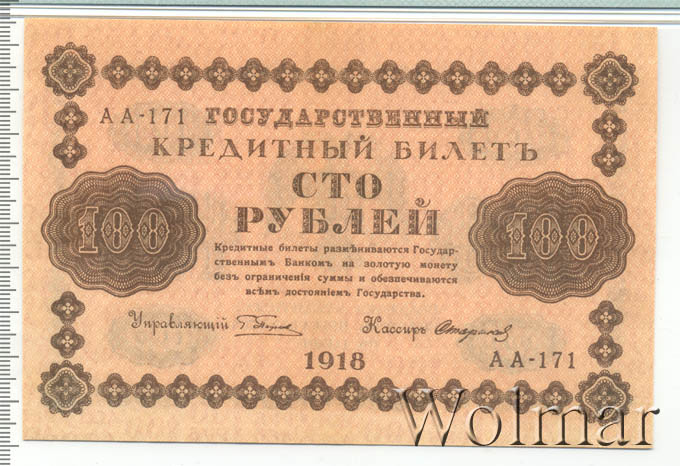 АА-171 ГОСУДАРСТВЕННЫЙ
КРЕДИТНЫЙ БИЛЕТЪ
СТО
РУБЛЕЙ
100
100
Кредитные билеты размѣниваются Государ-
ственнымъ Банкомъ на золотую монету
безъ ограниченія суммы и обезпечиваются
всѣмъ достояніемъ Государства.
Управляющій
Кассиръ
1918
АА-171
Wolmar